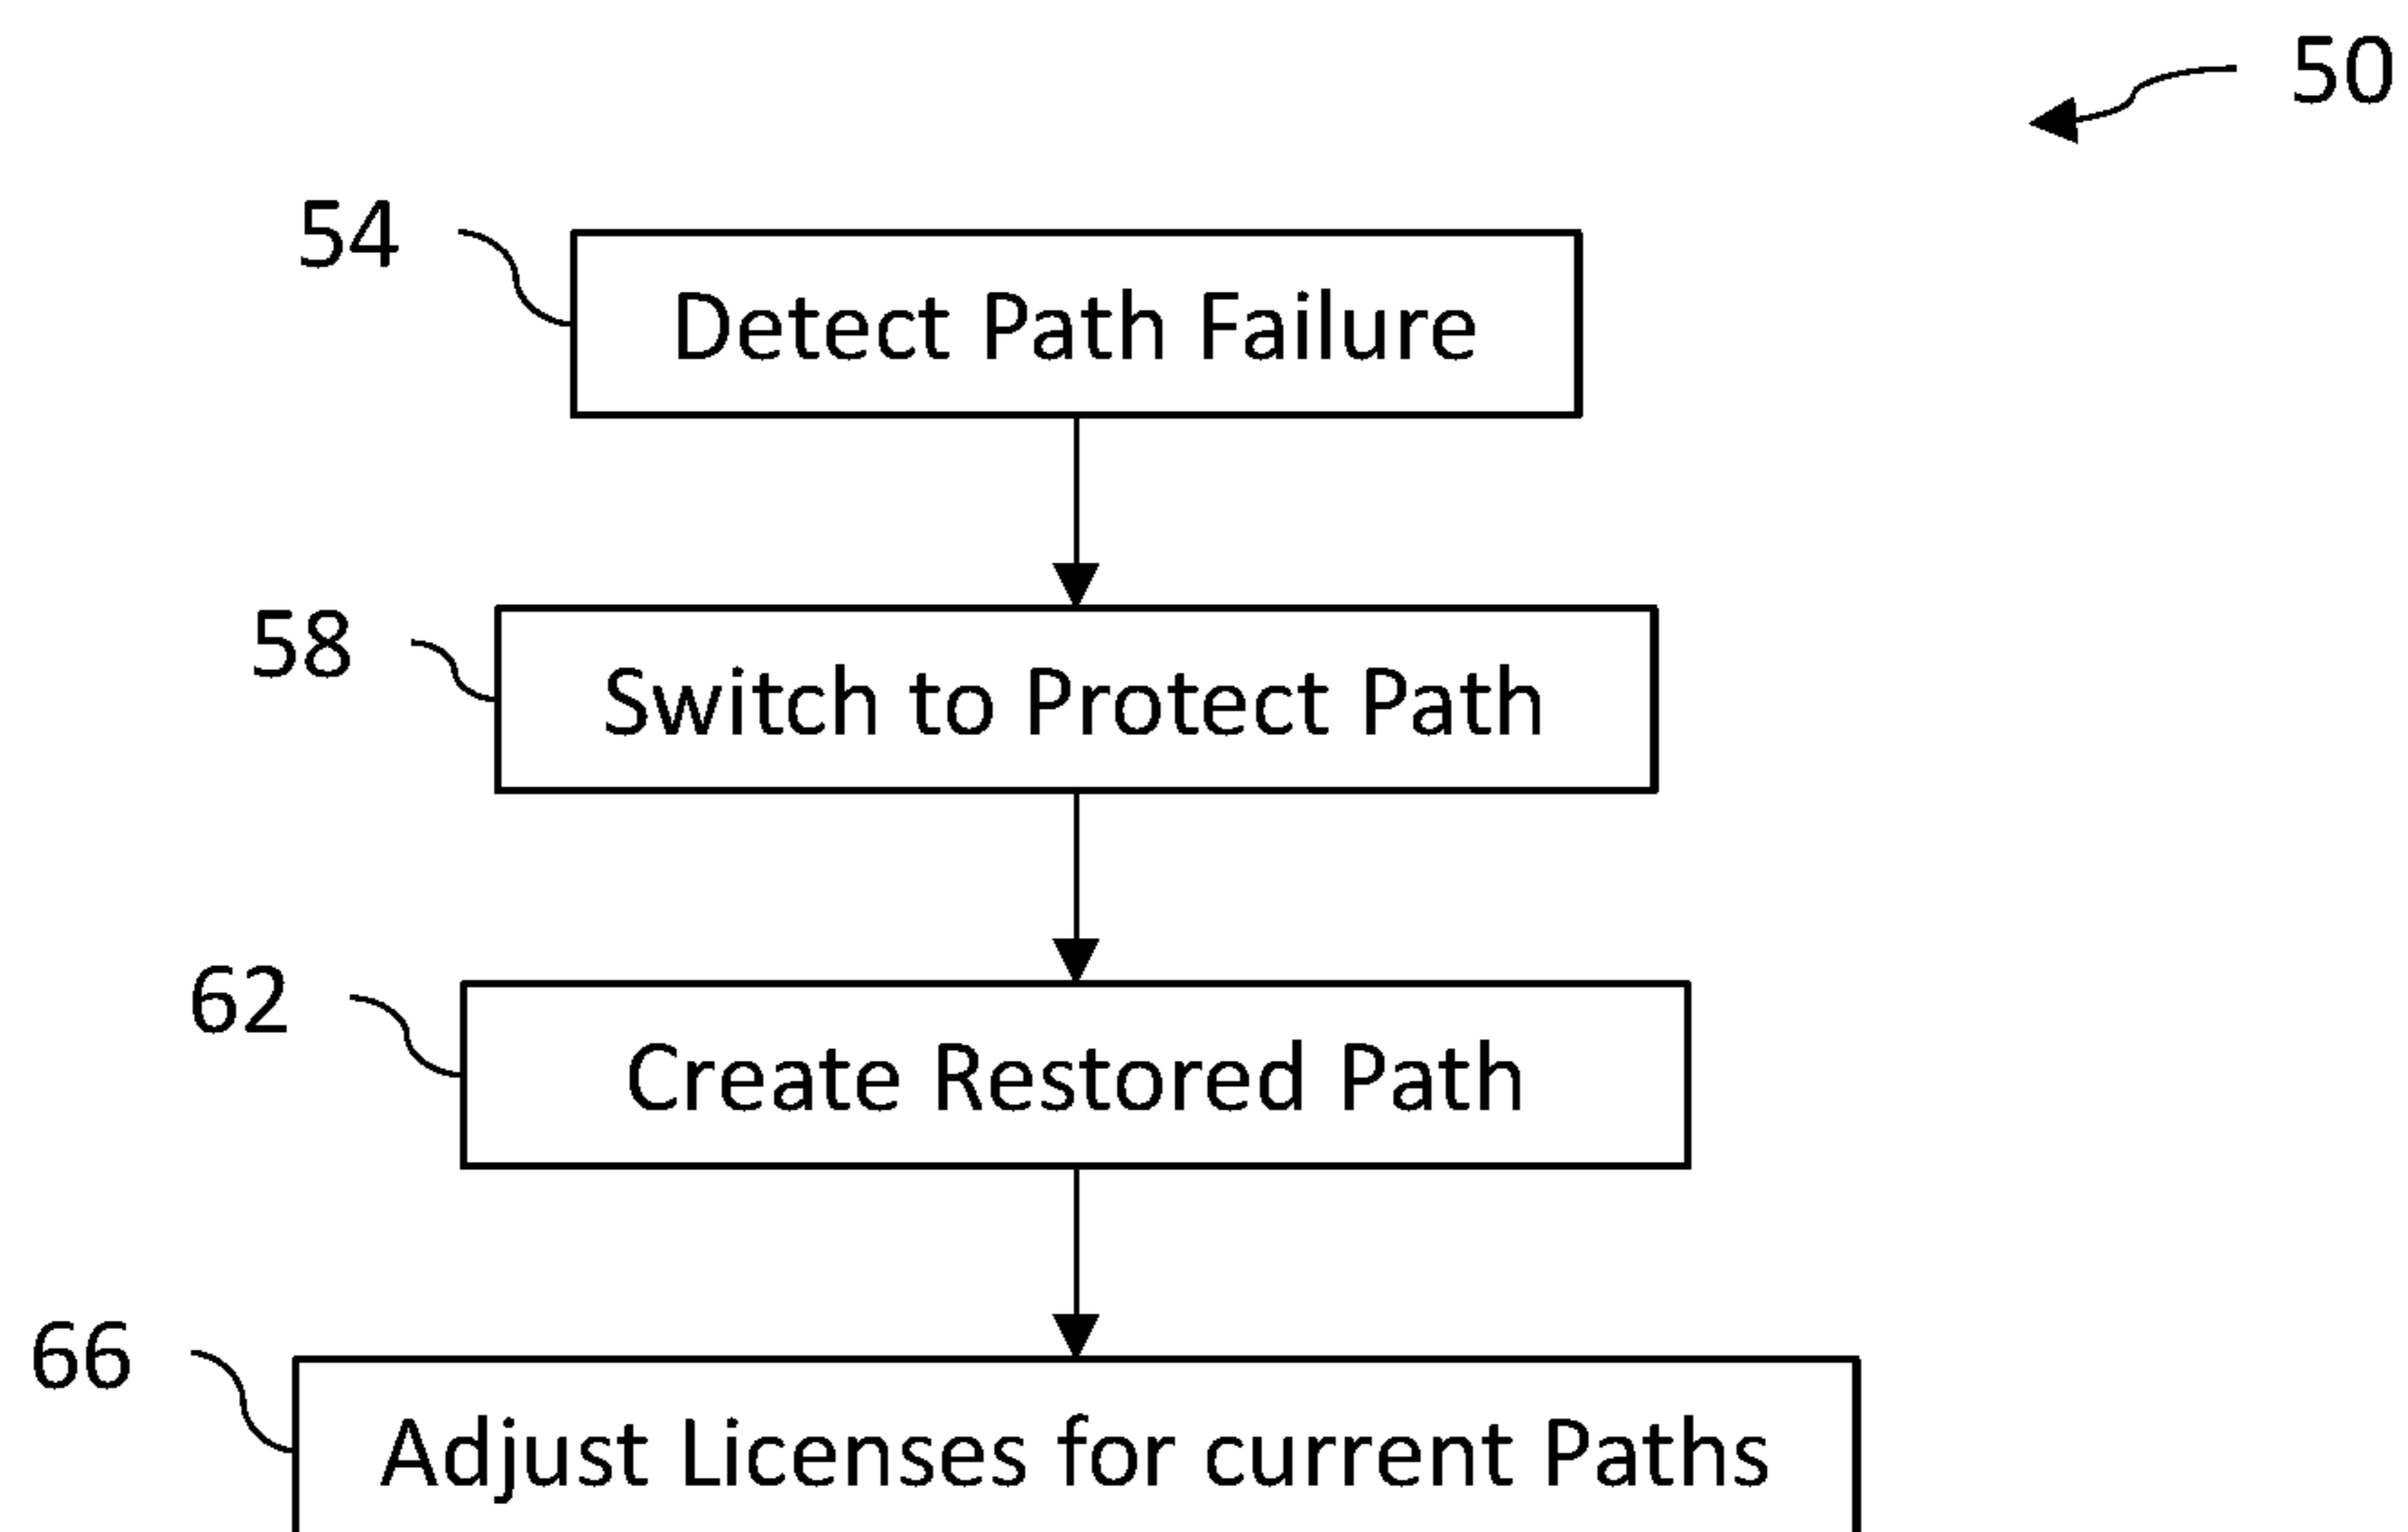 50
54
Detect Path Failure
58
Switch to Protect Path
62
Create Restored Path
66
Adjust Licenses for current Paths